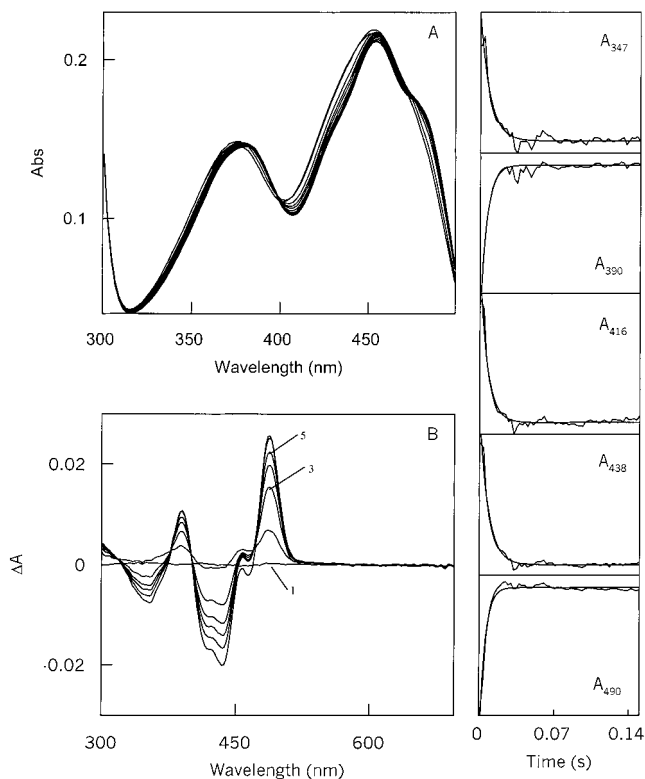 A
0.2
Abs
0.1
300
350
400
450
Wavelength (nm)
B
0.02
0
-0.02
ΔA
5
3
1
300
450
600
Wavelength (nm)
A347
A390
A416
A438
A490
0
0.07
0.14
Time (s)